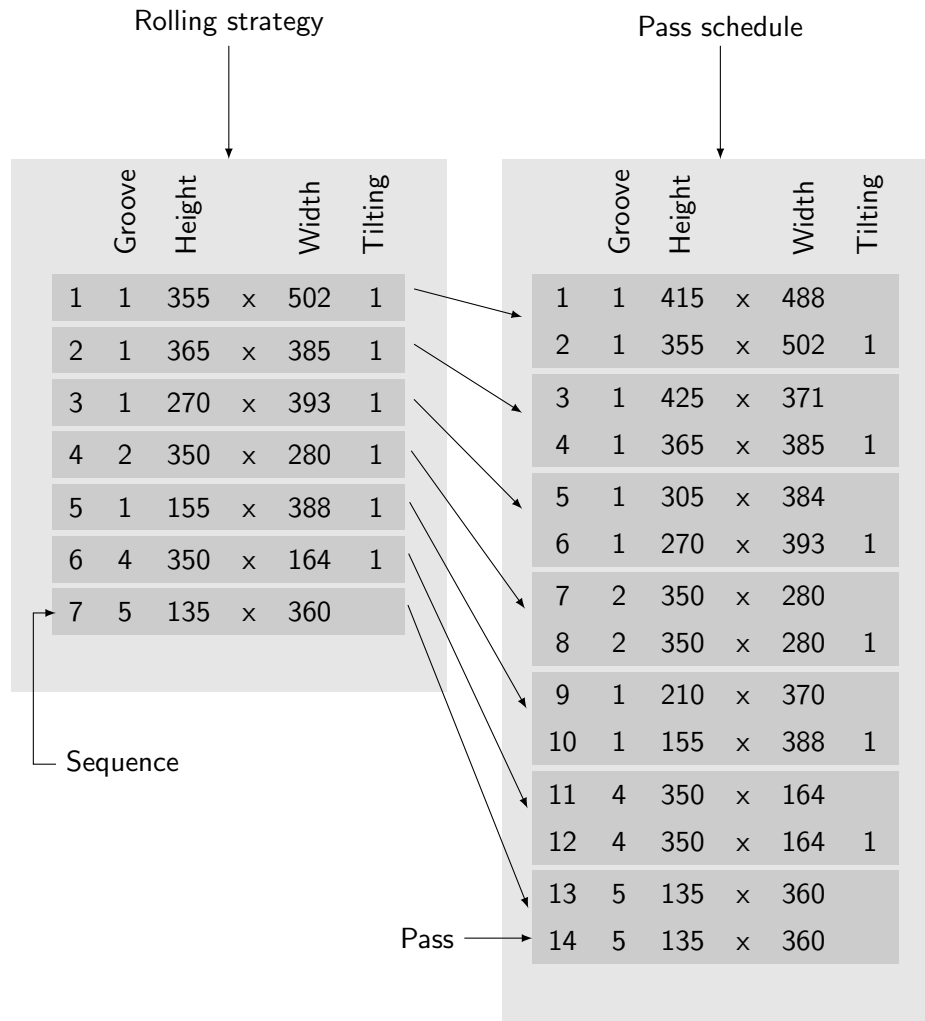 Rolling strategy
Groove Height Width Tilting
1 1 355 x 502 1
2 1 365 x 385 1
3 1 270 x 393 1
4 2 350 x 280 1
5 1 155 x 388 1
6 4 350 x 164 1
7 5 135 x 360
Sequence
Pass schedule
Groove Height Width Tilting
1 1 415 x 488
2 1 355 x 502 1
3 1 425 x 371
4 1 365 x 385 1
5 1 305 x 384
6 1 270 x 393 1
7 2 350 x 280
8 2 350 x 280 1
9 1 210 x 370
10 1 155 x 388 1
11 4 350 x 164
12 4 350 x 164 1
13 5 135 x 360
14 5 135 x 360
Pass